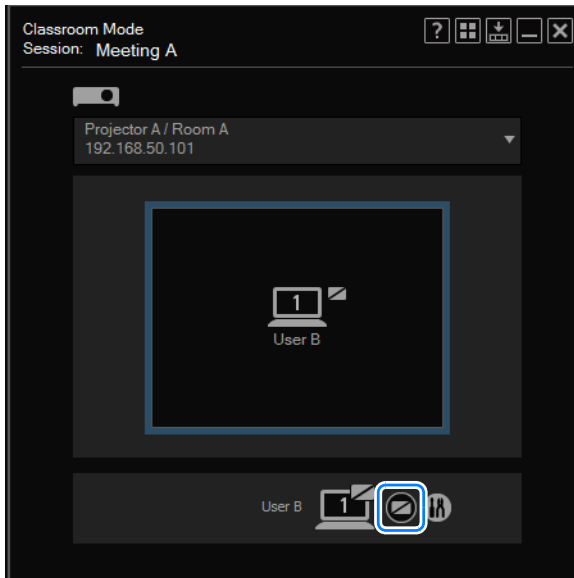 Classroom Mode
Session: Meeting A
?
Projector A / Room A
192.168.50.101
1
User B
User B
1